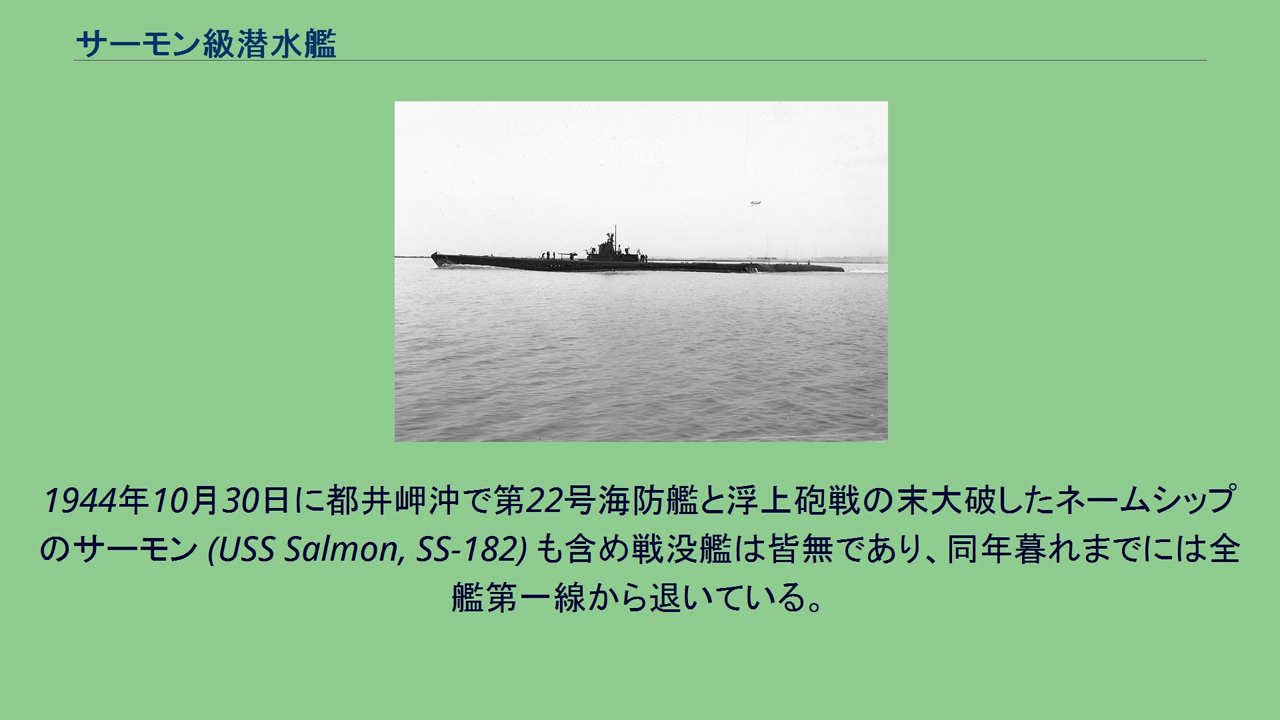 サーモン級潜水艦
1944年10月30日に都井岬沖で第22号海防艦と浮上砲戦の末大破したネームシップ
のサーモン (USS Salmon, SS-182) も含め戦没艦は皆無であり、同年暮れまでには全
艦第一線から退いている。